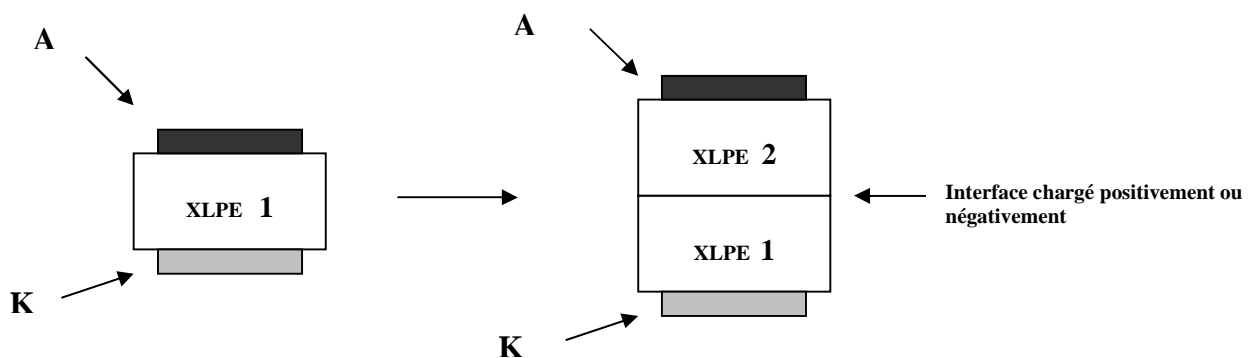 A
XLPE 1
K
A
XLPE 2
XLPE 1
K
Interface chargé positivement ou
négativement